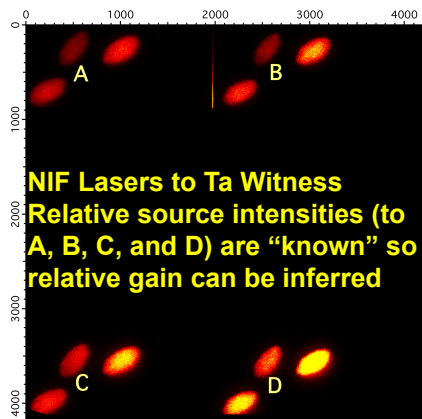 0 1000 2000 3000 4000
0
A
B
1000
NIF Lasers to Ta Witness
2000
Relative source intensities (to
A, B, C, and D) are “known” so
relative gain can be inferred
3000
C
D
4000